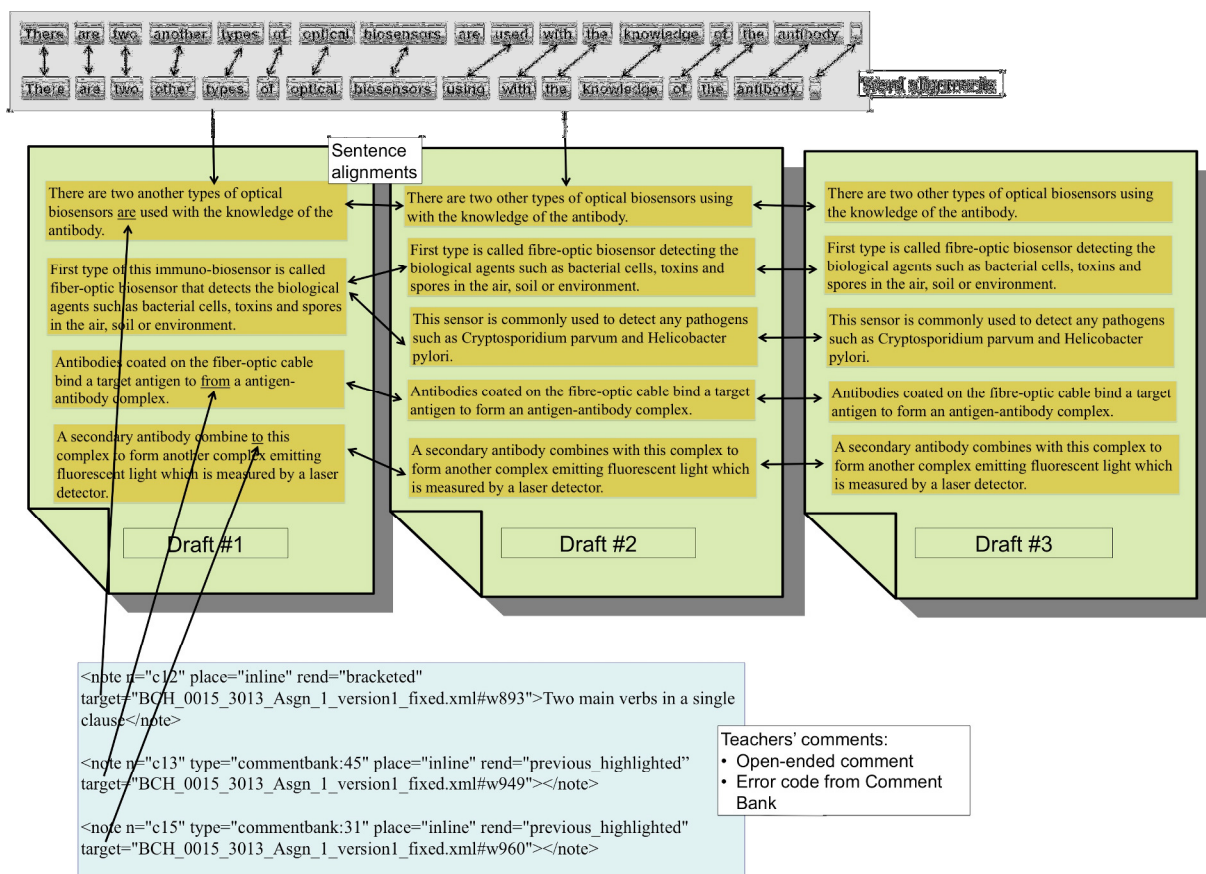 There are two another types of optical biosensors are used with the knowledge of the antibody .
There are two other types of optical biosensors using with the knowledge of the antibody .
Word alignments
Sentence
alignments
There are two another types of optical
biosensors are used with the knowledge of the
antibody.
First type of this immuno-biosensor is called
fiber-optic biosensor that detects the biological
agents such as bacterial cells, toxins and spores
in the air, soil or environment.
Antibodies coated on the fiber-optic cable
bind a target antigen to from a antigen-
antibody complex.
A secondary antibody combine to this
complex to form another complex emitting
fluorescent light which is measured by a laser
detector.
Draft #1
There are two other types of optical biosensors using
with the knowledge of the antibody.
First type is called fibre-optic biosensor detecting the
biological agents such as bacterial cells, toxins and
spores in the air, soil or environment.
This sensor is commonly used to detect any pathogens
such as Cryptosporidium parvum and Helicobacter
pylori.
Antibodies coated on the fibre-optic cable bind a target
antigen to form an antigen-antibody complex.
A secondary antibody combines with this complex to
form another complex emitting fluorescent light which
is measured by a laser detector.
Draft #2
There are two other types of optical biosensors using
the knowledge of the antibody.
First type is called fibre-optic biosensor detecting the
biological agents such as bacterial cells, toxins and
spores in the air, soil or environment.
This sensor is commonly used to detect any pathogens
such as Cryptosporidium parvum and Helicobacter
pylori.
Antibodies coated on the fibre-optic cable bind a target
antigen to form an antigen-antibody complex.
A secondary antibody combines with this complex to
form another complex emitting fluorescent light which
is measured by a laser detector.
Draft #3
<note n="c12" place="inline" rend="bracketed"
target="BCH_0015_3013_Asgn_1_version1_fixed.xml#w893">Two main verbs in a single
clause</note>
<note n="c13" type="commentbank:45" place="inline" rend="previous_highlighted”
target="BCH_0015_3013_Asgn_1_version1_fixed.xml#w949"></note>
<note n="c15" type="commentbank:31" place="inline" rend="previous_highlighted"
target="BCH_0015_3013_Asgn_1_version1_fixed.xml#w960"></note>
Teachers’ comments:
• Open-ended comment
• Error code from Comment
Bank